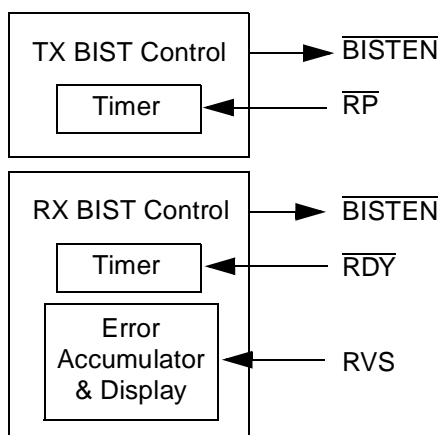 TX BIST Control
BISTEN
Timer
RP
RX BIST Control
BISTEN
Timer
RDY
Error
Accumulator
& Display
RVS